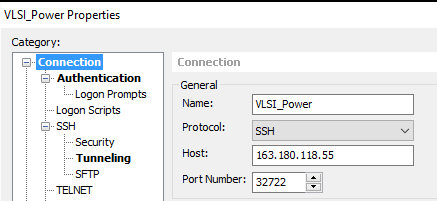 VLSI_Power Properties
Category:
Connection
Authentication
Logon Prompts
Logon Scripts
SSH
Security
Tunneling
SFTP
TELNET
Connection
General
Name: VLSI_Power
Protocol: SSH
Host: 163.180.118.55
Port Number: 32722